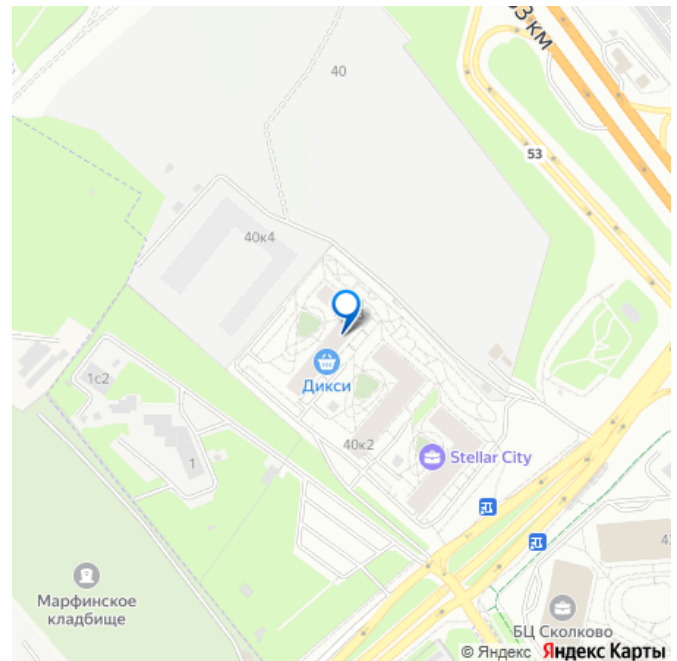 53 км
40
53
40к4
Дикси
1с2
40к2
Stellar City
1
Марфинское
кладбище
БЦ Сколково
© Яндекс Яндекс Карты